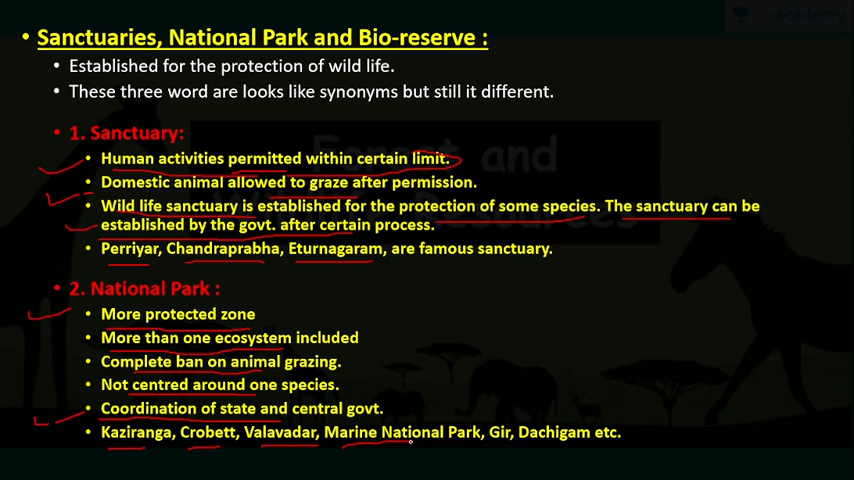 academy
• Sanctuaries, National Park and Bio-reserve :
• Established for the protection of wild life.
• These three word are looks like synonyms but still it different.
• 1. Sanctuary:
Forest and
• Human activities permitted within certain limit.
• Domestic animal allowed to graze after permission.
• Wild life sanctuary is established for the protection of some species. The sanctuary can be
established by the govt. after certain process.
• Perriyar, Chandraprabha, Eturnagaram, are famous sanctuary.
• 2. National Park :
• More protected zone
• More than one ecosystem included
• Complete ban on animal grazing.
• Not centred around one species.
• Coordination of state and central govt.
• Kaziranga, Crobett, Valavadar, Marine National Park, Gir, Dachigam etc.